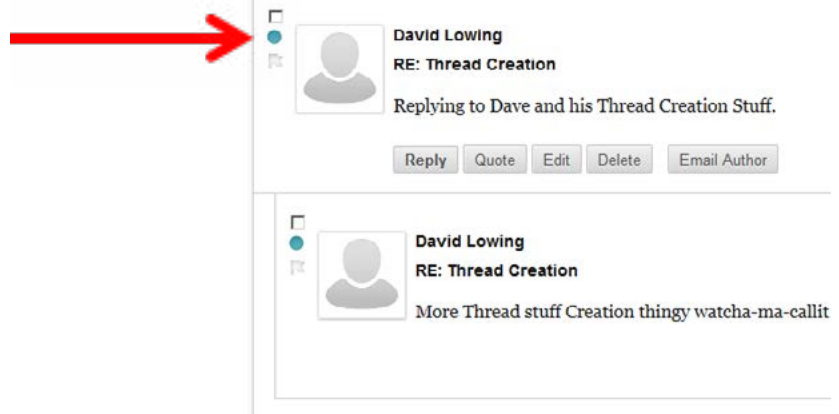 David Lowing
RE: Thread Creation
Replying to Dave and his Thread Creation Stuff.
Reply Quote Edit Delete Email Author
David Lowing
RE: Thread Creation
More Thread stuff Creation thingy watcha-ma-callit